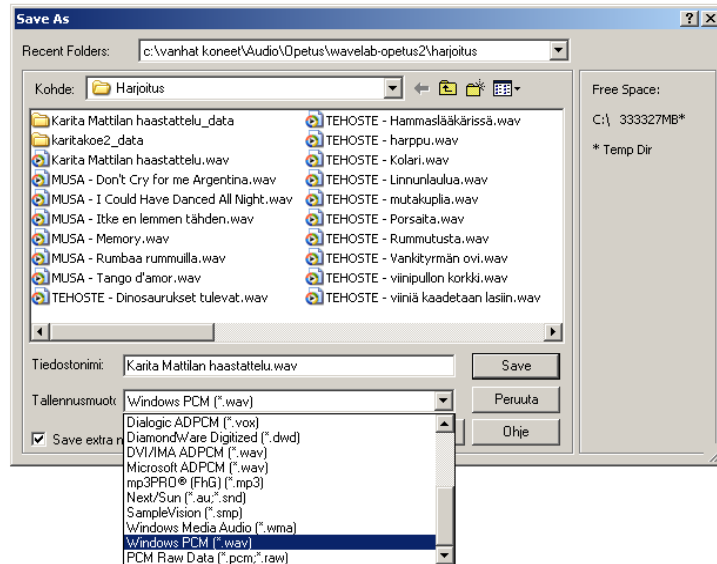 Save As
Recent Folders: c:\vanhat koneet\Audio\Opetus\wavelab-opetus2\harjoitus
Kohde: Harjoitus
Karita Mattilan haastattelu_data
karitakoe2_data
Karita Mattilan haastattelu.wav
MUSA - Don't Cry for me Argentina.wav
MUSA - I Could Have Danced All Night.wav
MUSA - Itke en lemmen tähden.wav
MUSA - Memory.wav
MUSA - Rumbaa rummuilla.wav
MUSA - Tango d'amor.wav
TEHOSTE - Dinosaurukset tulevat.wav
TEHOSTE - Hammaslääkärissä.wav
TEHOSTE - harppu.wav
TEHOSTE - Kolari.wav
TEHOSTE - Linnunlaulua.wav
TEHOSTE - mutakuplia.wav
TEHOSTE - Porsaita.wav
TEHOSTE - Rummutusta.wav
TEHOSTE - Vankityrmän ovi.wav
TEHOSTE - viinipullon korkki.wav
TEHOSTE - viiniä kaadetaan lasiin.wav
Free Space:
C:\ 333327MB*
* Temp Dir
Tiedostonimi: Karita Mattilan haastattelu.wav
Save
Tallennusmuoto Windows PCM (*.wav)
Peruuta
Save extra n
Ohje
Dialogic ADPCM (*.vox)
DiamondWare Digitized (*.dwd)
DVI/IMA ADPCM (*.wav)
Microsoft ADPCM (*.wav)
mp3PRO® (FhG) (*.mp3)
Next/Sun (*.au;*.snd)
SampleVision (*.smp)
Windows Media Audio (*.wma)
Windows PCM (*.wav)
PCM Raw Data (*.pcm;*.raw)